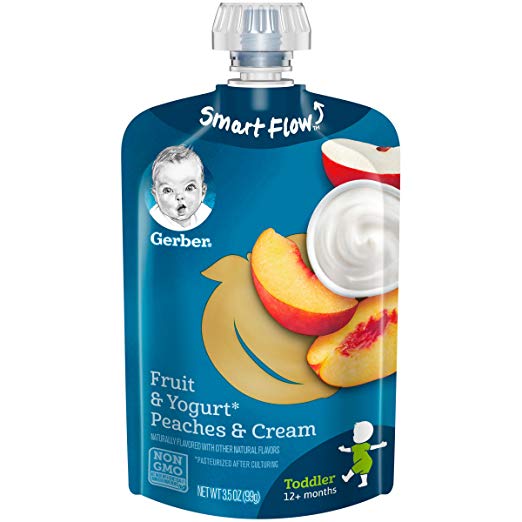 Smart Flow™
Gerber®
Fruit
& Yogurt*
Peaches & Cream
NATURALLY FLAVORED WITH OTHER NATURAL FLAVORS
*PASTEURIZED AFTER CULTURING
NON
GMO
NET WT 3.5 OZ (99g)
Toddler
12+ months